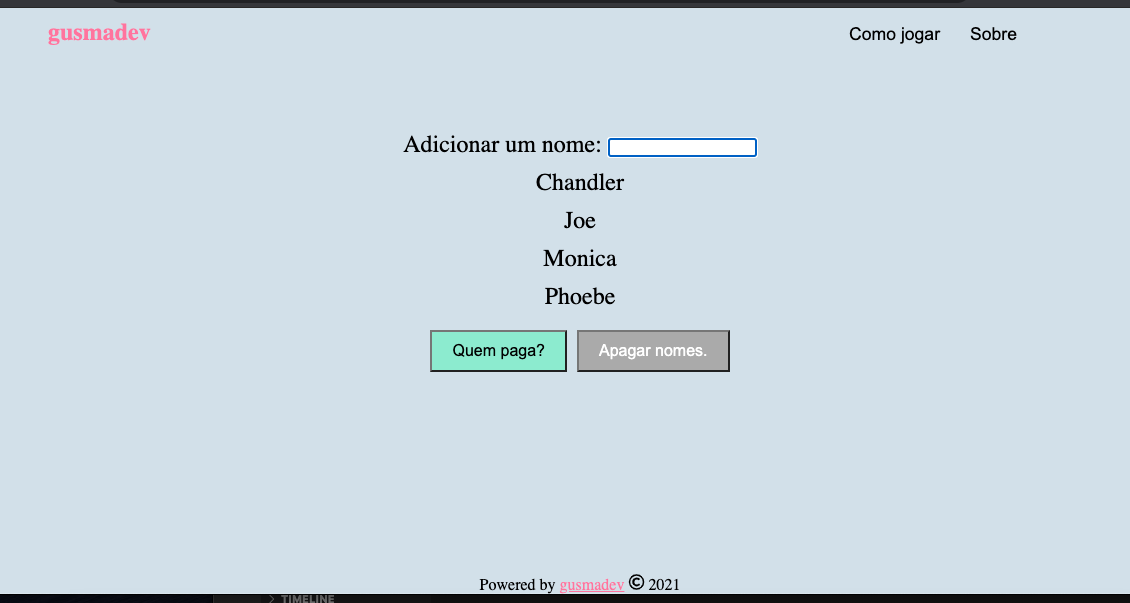 gusmadev Como jogar Sobre
Adicionar um nome:
Chandler
Joe
Monica
Phoebe
Quem paga? Apagar nomes.
Powered by gusmadev © 2021
> TIMELINE